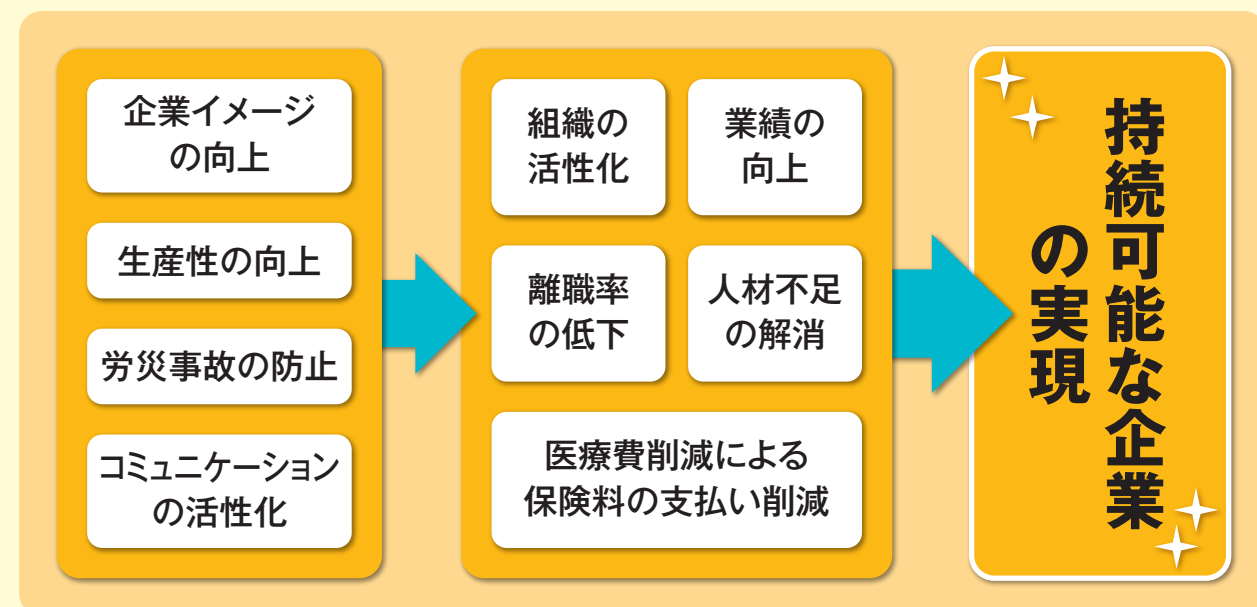 企業イメージ
の向上
生産性の向上
労災事故の防止
コミュニケーション
の活性化
組織の
活性化
業績の
向上
離職率
の低下
人材不足
の解消
医療費削減による
保険料の支払い削減
持続可能な企業
の実現